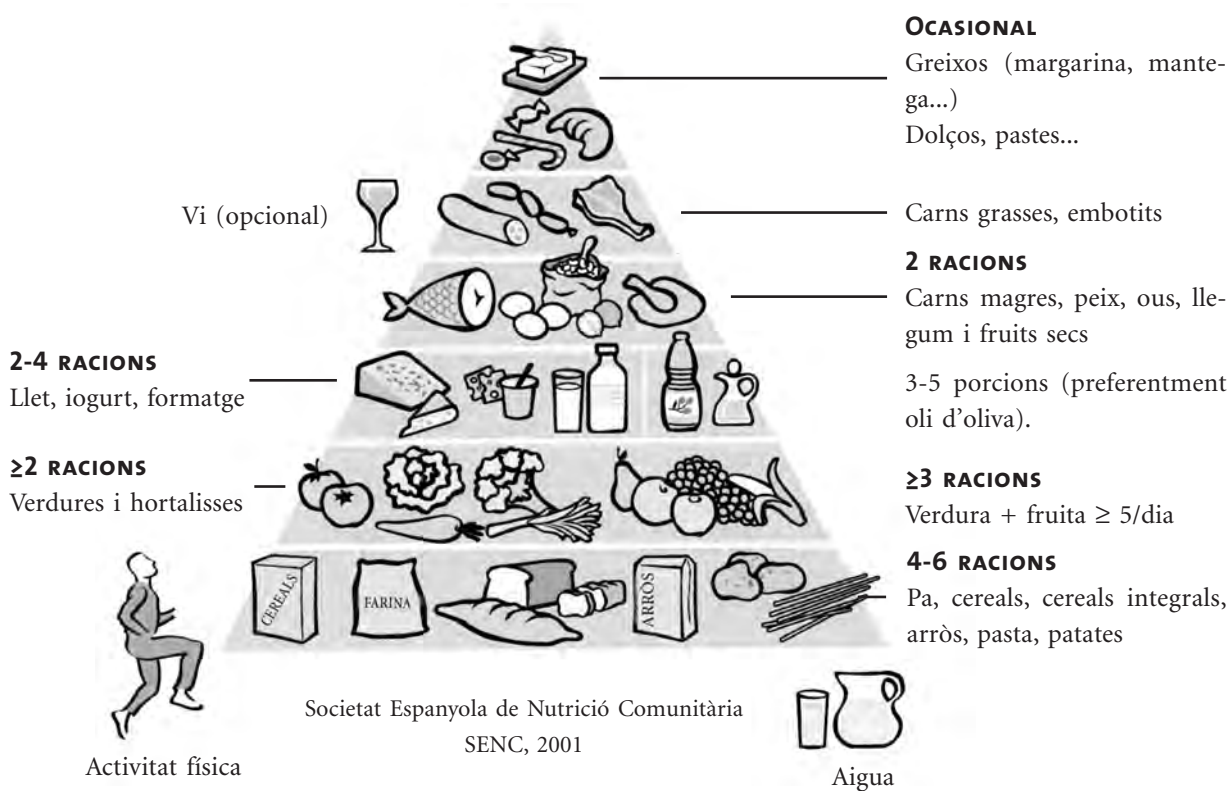 OCASIONAL
Greixos (margarina, mante-
ga...)
Dolços, pastes...
Vi (opcional)
Carns grasses, embotits
2 RACIONS
Carns magres, peix, ous, lle-
gum i fruits secs
2-4 RACIONS
Llet, iogurt, formatge
3-5 porcions (preferentment
oli d'oliva).
≥2 RACIONS
Verdures i hortalisses
≥3 RACIONS
Verdura + fruita ≥ 5/dia
4-6 RACIONS
Pa, cereals, cereals integrals,
arròs, pasta, patates
CEREALS
FARINA
ARRÒS
Societat Espanyola de Nutrició Comunitària
SENC, 2001
Activitat física
Aigua